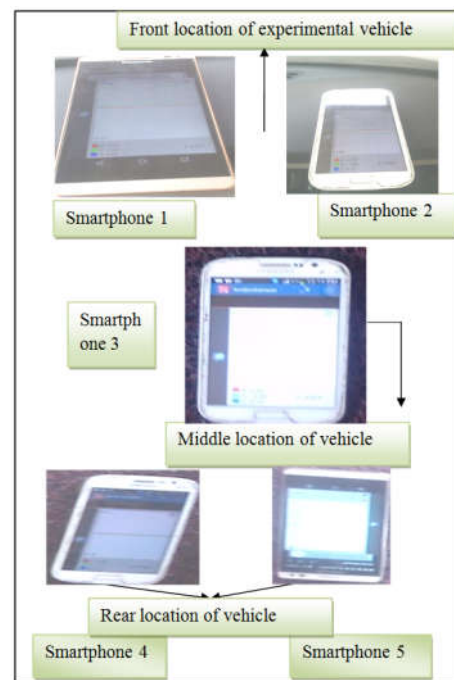 Front location of experimental vehicle
Smartphone 1
Smartphone 2
Smartph
one 3
Middle location of vehicle
Rear location of vehicle
Smartphone 4
Smartphone 5